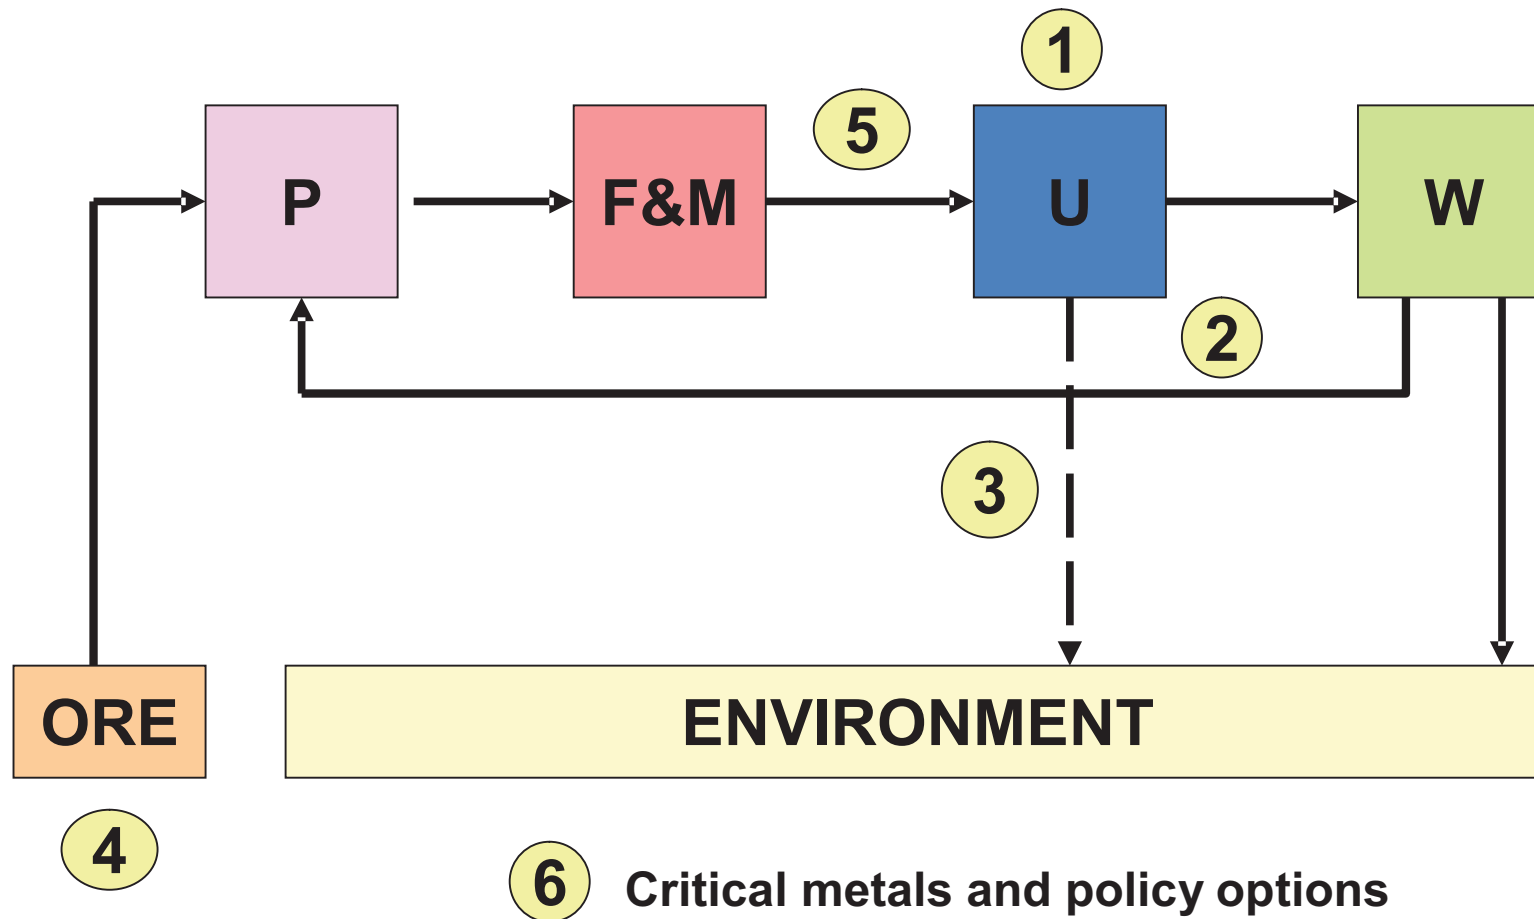 1
5
P
F&M
U
W
2
3
ORE
ENVIRONMENT
4
6 Critical metals and policy options